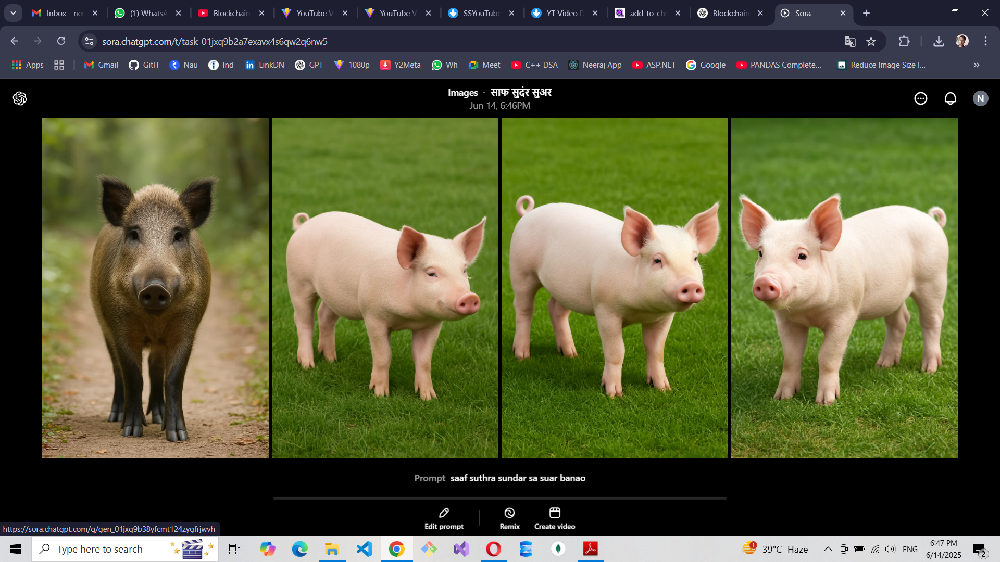 Inbox - nee
(1) WhatsA
Blockchain
YouTube V
YouTube V
SSYouTube
YT Video D
add-to-chr
Blockchain
Sora
sora.chatgpt.com/t/task_01jxq9b2a7exavx4s6qw2q6nw5
Apps
Gmail
GitH
Nau
Ind
LinkDN
GPT
1080p
Y2Meta
Wh
Meet
C++ DSA
Neeraj App
ASP.NET
Google
PANDAS Complete...
Reduce Image Size I...
Images · साफ सुदंर सुअर
Jun 14, 6:46PM
N
Prompt saaf suthra sundar sa suar banao
Edit prompt
Remix
Create video
https://sora.chatgpt.com/g/gen_01jxq9b38yfcmt124zygfrjwvh
Type here to search
1
39°C Haze
ENG
6:47 PM
6/14/2025
2